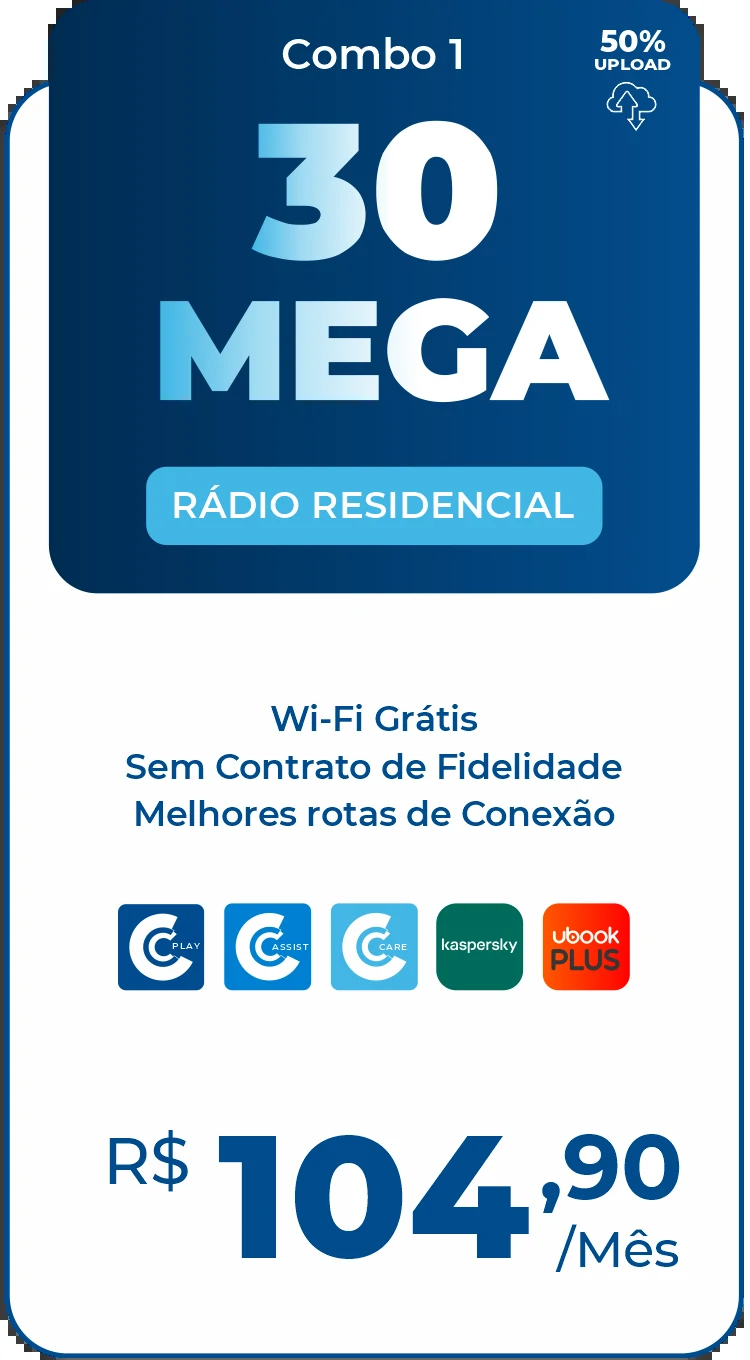 Combo 1
50%
UPLOAD
30
MEGA
RÁDIO RESIDENCIAL
Wi-Fi Grátis
Sem Contrato de Fidelidade
Melhores rotas de Conexão
PLAY
ASSIST
CARE
kaspersky
ubook
PLUS
R$ 104,90
/Mês